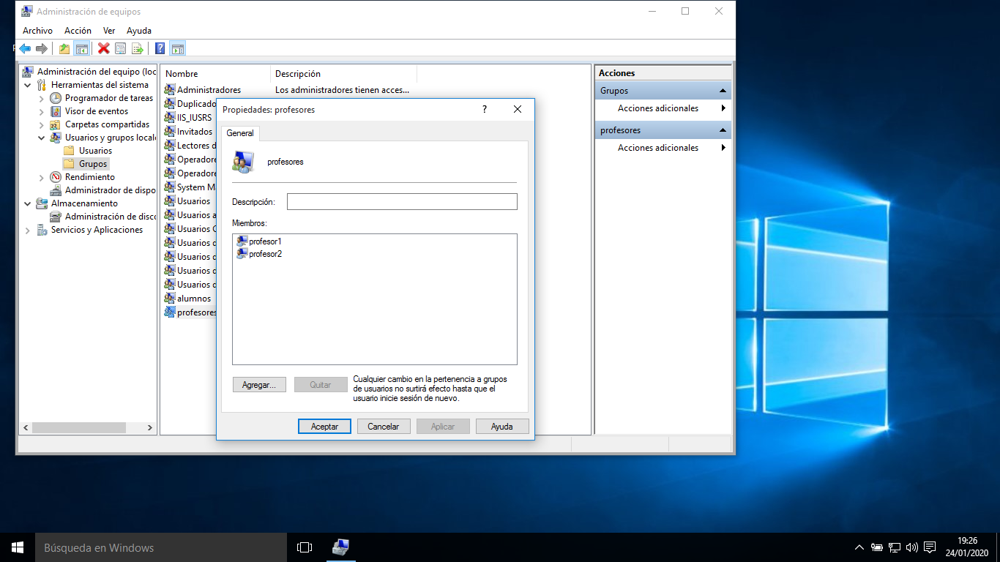 Administración de equipos
Archivo Acción Ver Ayuda
Administración del equipo (loc
Herramientas del sistema
Programador de tareas
Visor de eventos
Carpetas compartidas
Usuarios y grupos locale
Usuarios
Grupos
Rendimiento
Administrador de dispo
Almacenamiento
Administración de disco
Servicios y Aplicaciones
Nombre Descripción
Administradores Los administradores tienen acces...
Duplicado
IIS_IUSRS
Invitados
Lectores d
Operadore
Operadore
System Ma
Usuarios
Usuarios a
Usuarios C
Usuarios d
Usuarios d
Usuarios d
Usuarios d
alumnos
profesores
Propiedades: profesores
?
General
profesores
Descripción:
Miembros:
profesor1
profesor2
Agregar...
Quitar
Cualquier cambio en la pertenencia a grupos
de usuarios no surtirá efecto hasta que el
usuario inicie sesión de nuevo.
Aceptar Cancelar Aplicar Ayuda
Acciones
Grupos
Acciones adicionales
profesores
Acciones adicionales
Búsqueda en Windows
19:26
24/01/2020